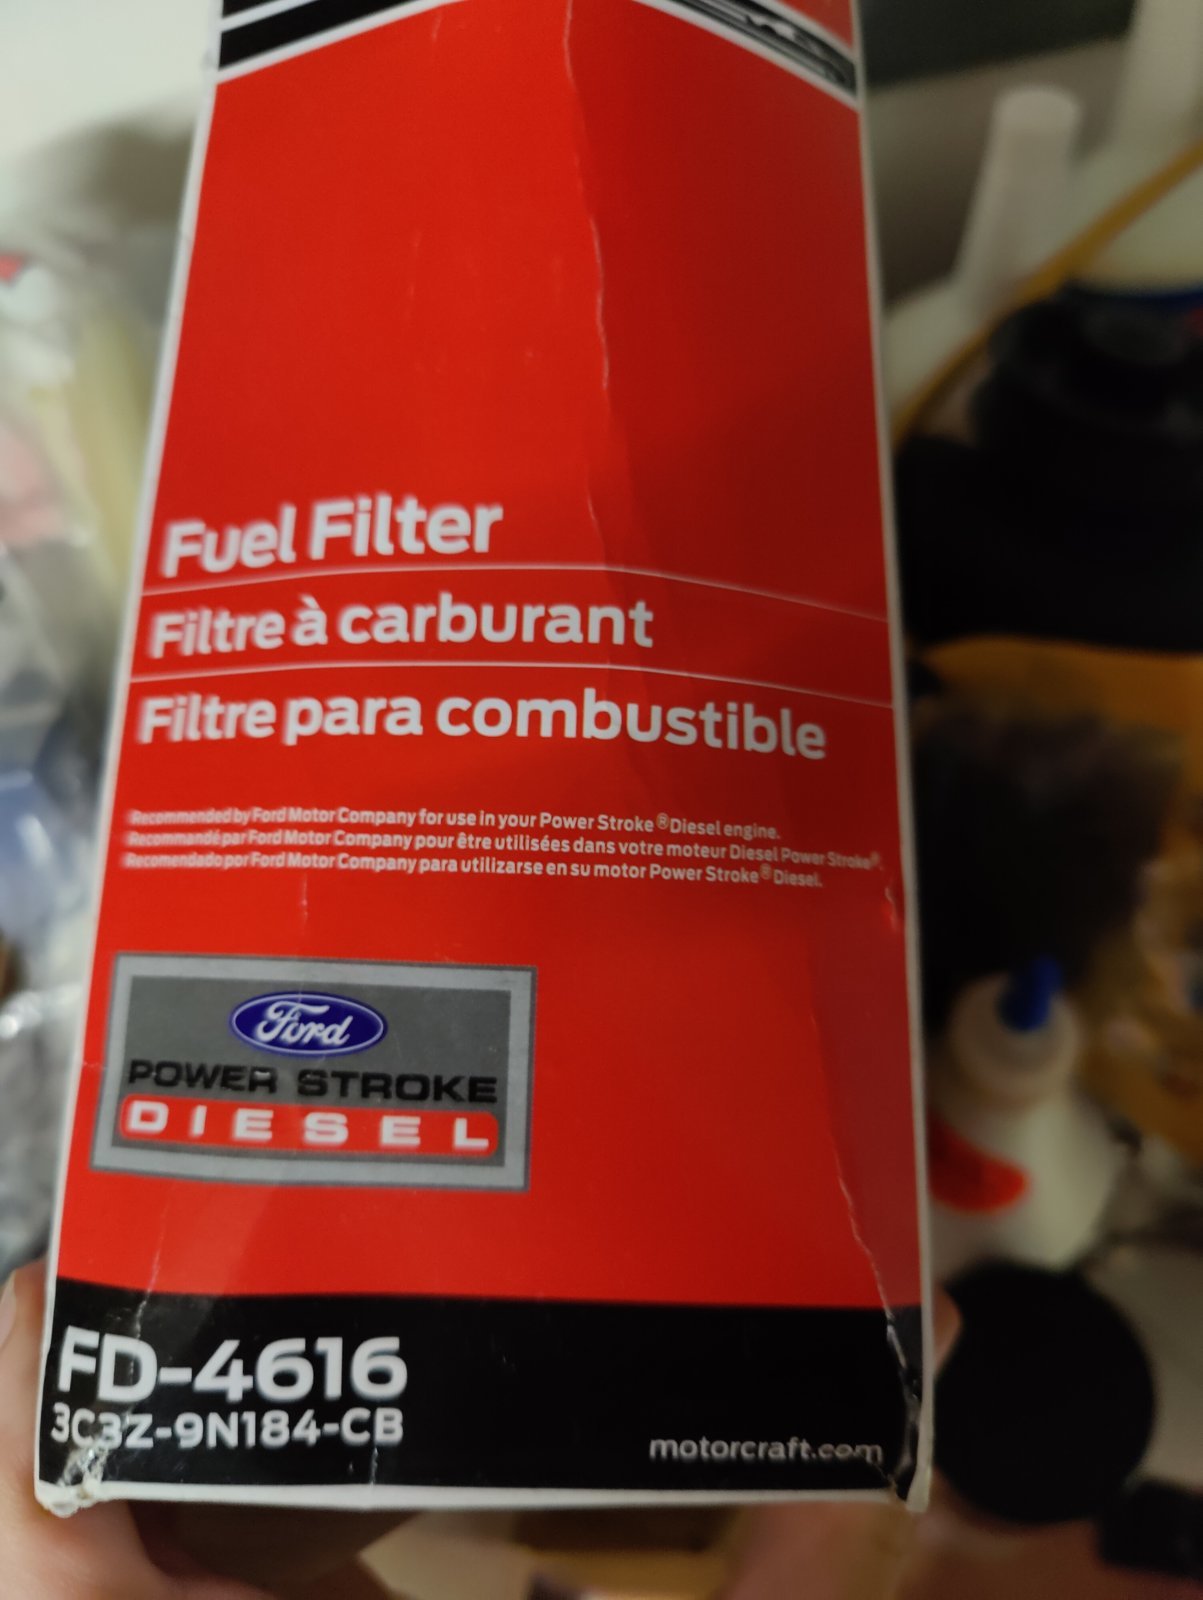 Fuel Filter
Filtre à carburant
Filtre para combustible
Recommended by Ford Motor Company for use in your Power Stroke® Diesel engine.
Recommandé par Ford Motor Company pour être utilisées dans votre moteur Diesel Power Stroke®.
Recomendado por Ford Motor Company para utilizarse en su motor Power Stroke® Diesel.
Ford
POWER STROKE
DIESEL
FD-4616
3C3Z-9N184-CB
motorcraft.com